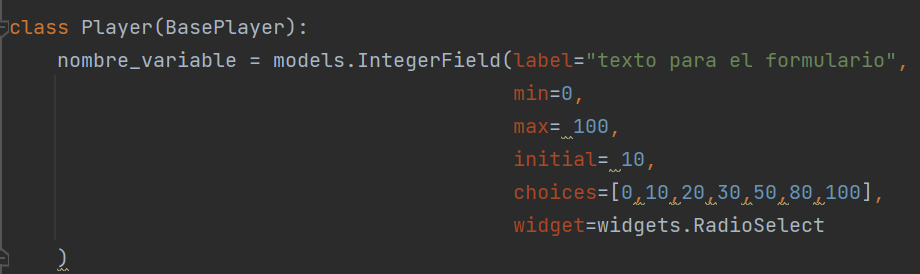 class Player(BasePlayer):
    nombre_variable = models.IntegerField(label="texto para el formulario",
                                          min=0,
                                          max= 100,
                                          initial= 10,
                                          choices=[0,10,20,30,50,80,100],
                                          widget=widgets.RadioSelect
    )